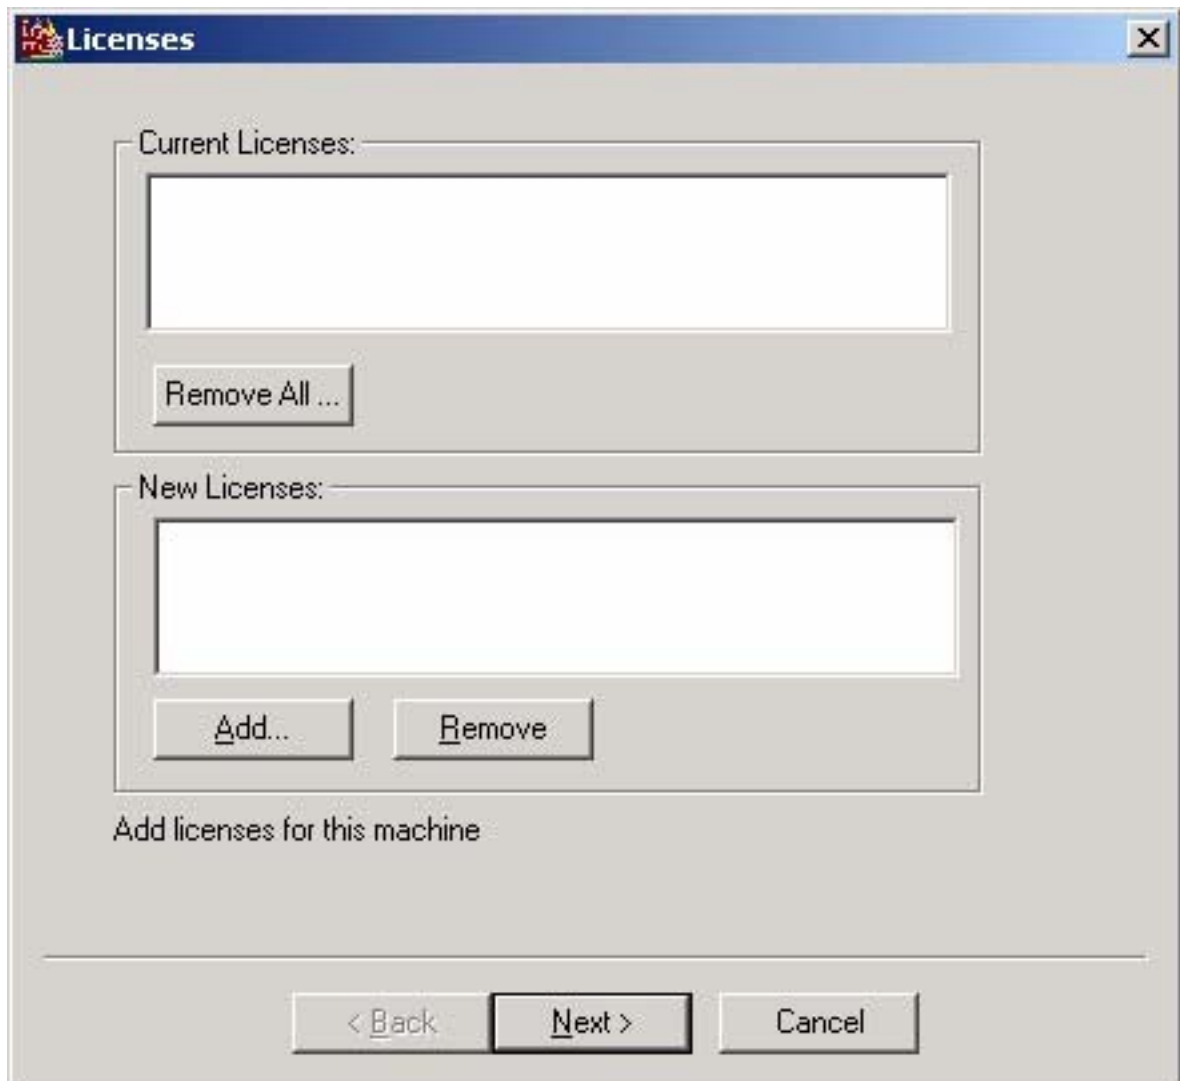 Licenses
Current Licenses:
Remove All ...
New Licenses:
Add... Remove
Add licenses for this machine
< Back Next > Cancel